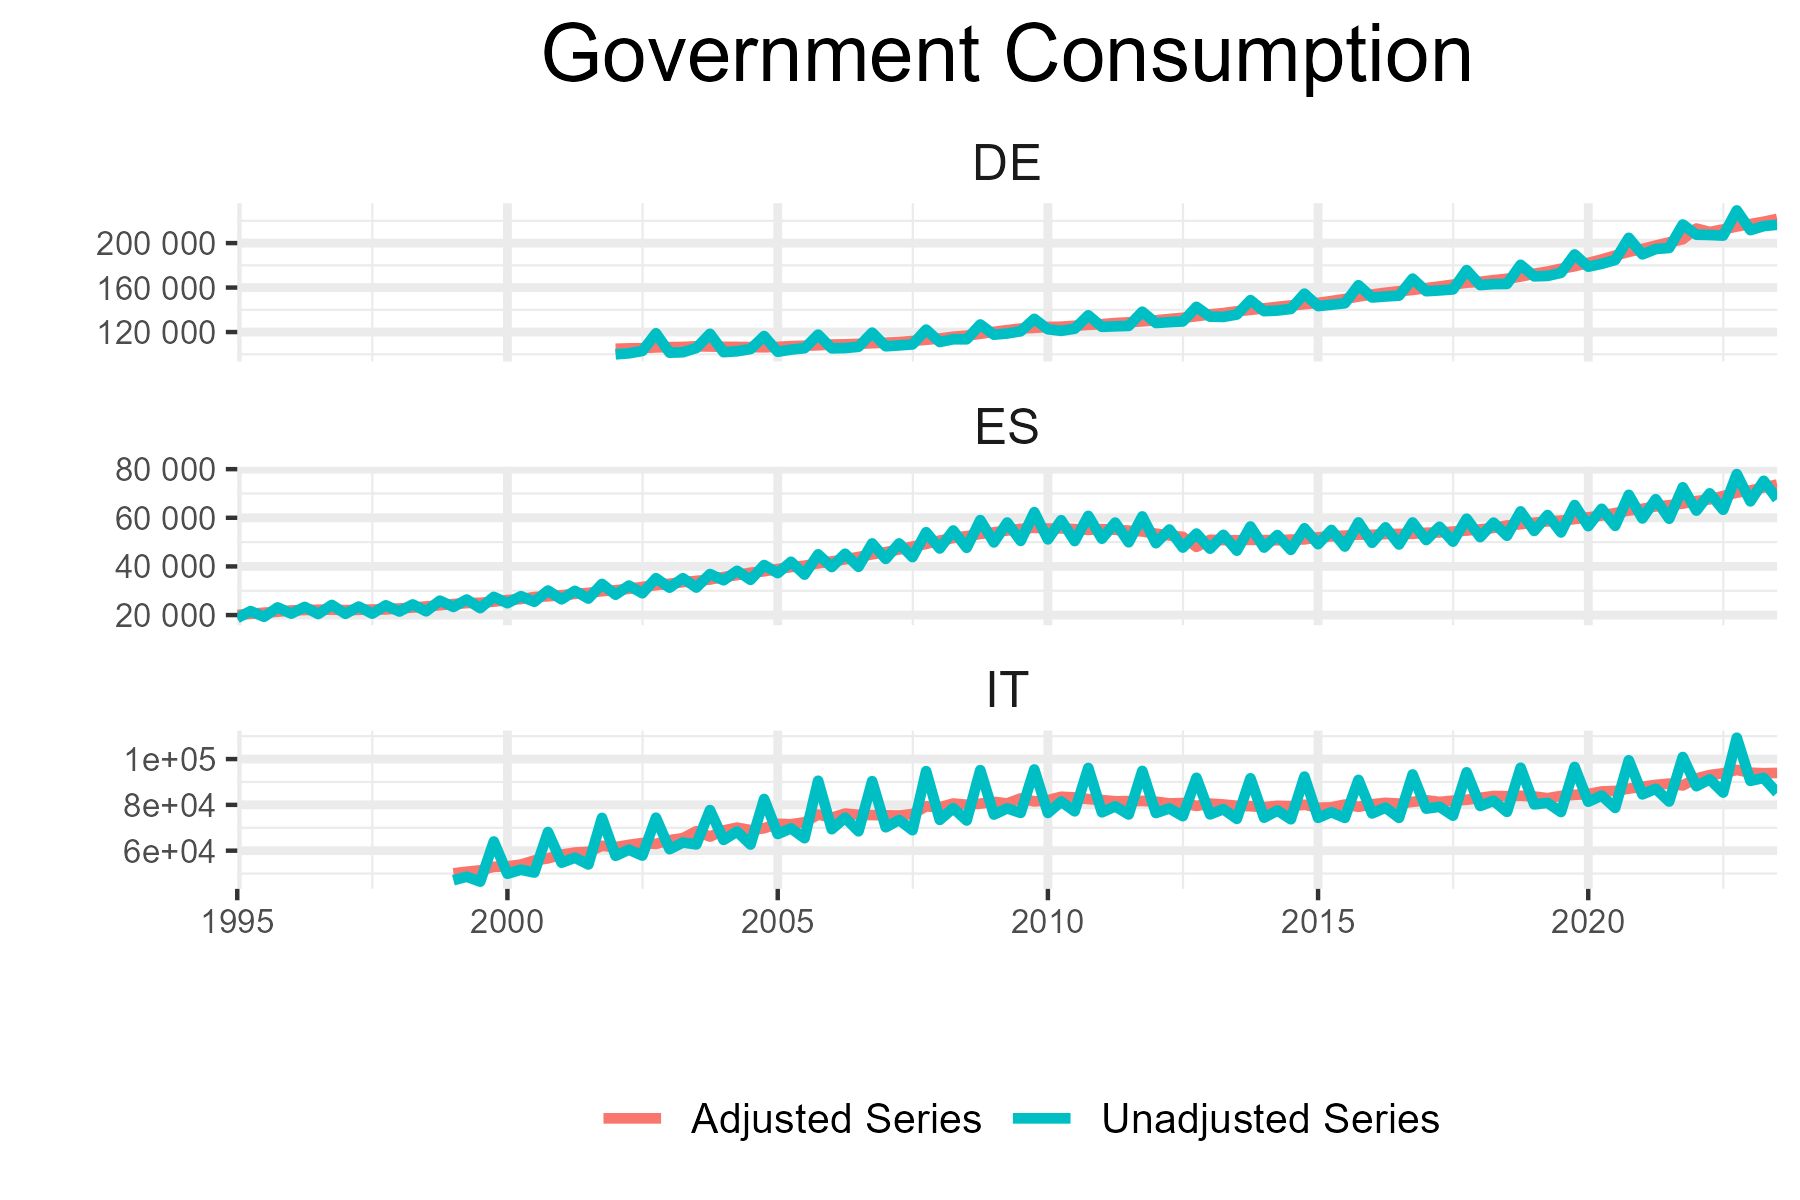 Government Consumption
DE
200 000
160 000
120 000
ES
80 000
60 000
40 000
20 000
IT
1e+05
8e+04
6e+04
1995 2000 2005 2010 2015 2020
Adjusted Series Unadjusted Series